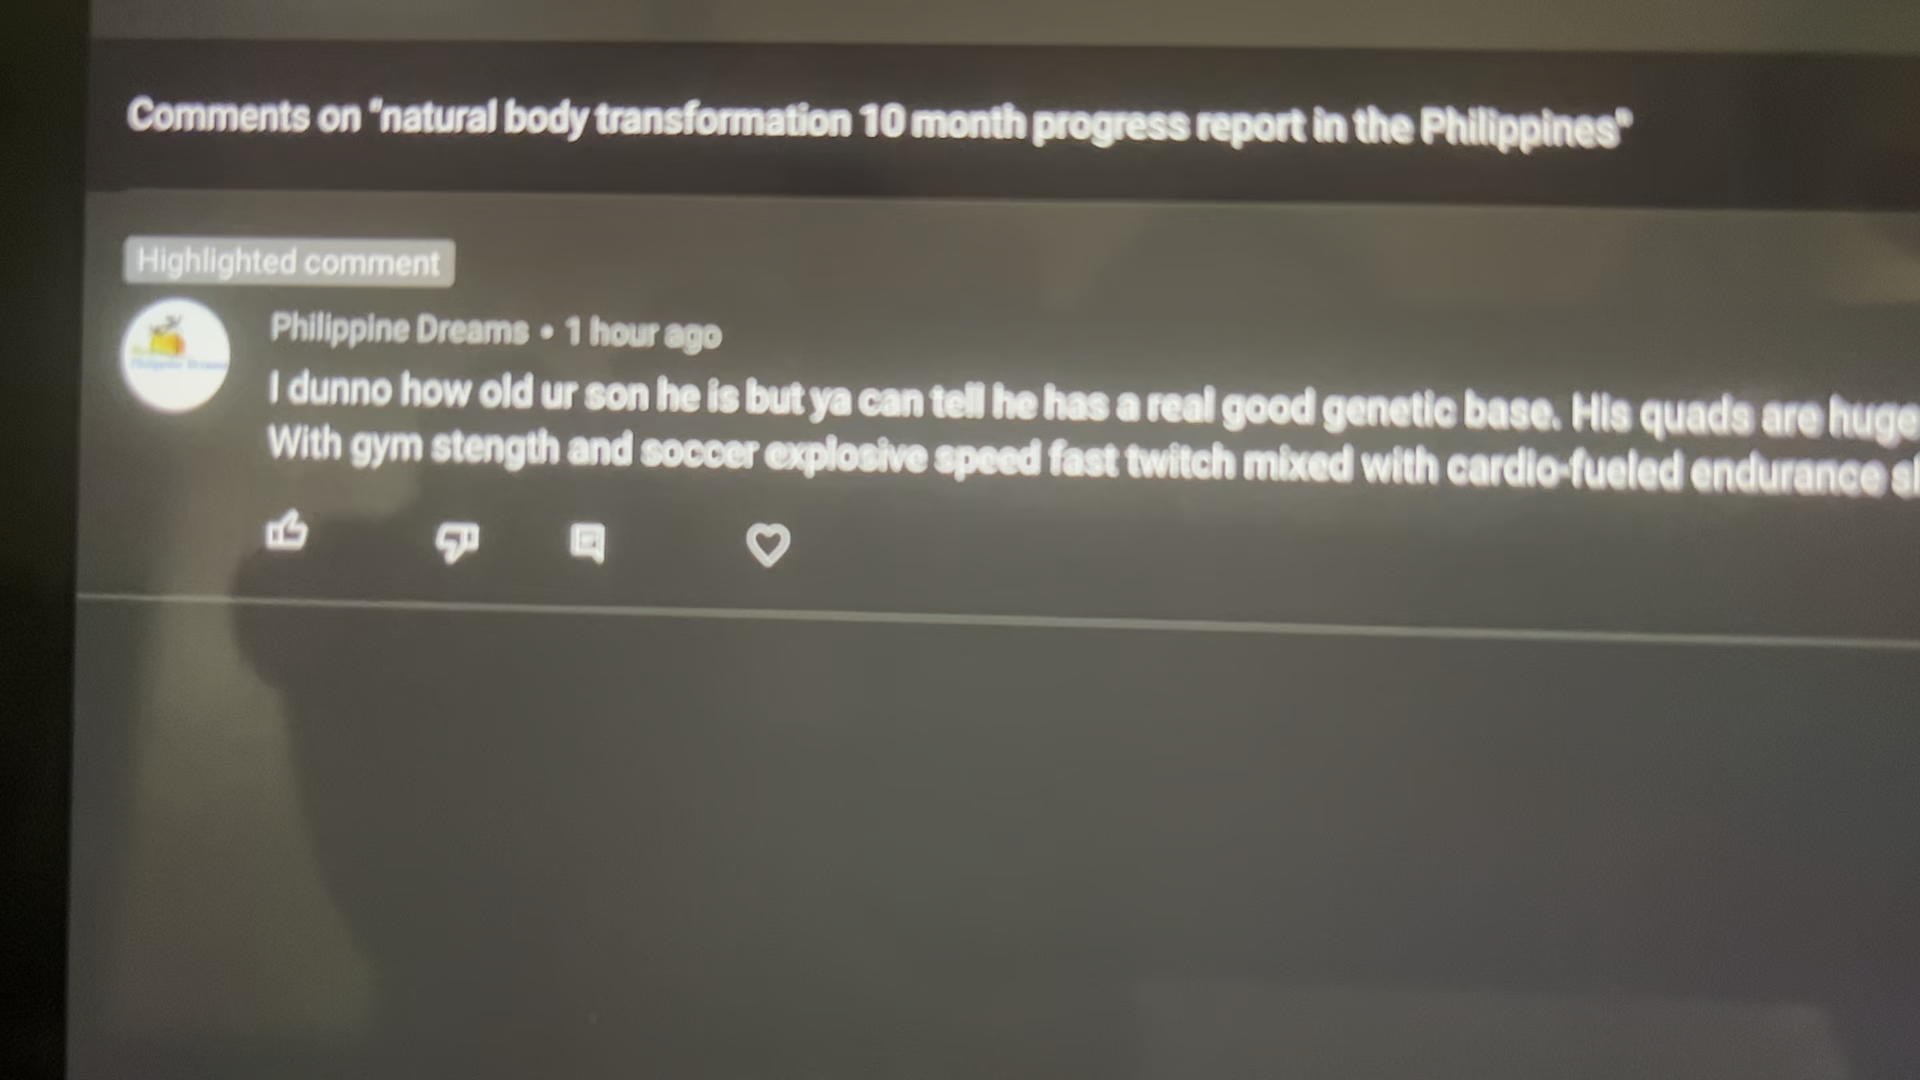 Comments on "natural body transformation 10 month progress report in the Philippines"
Highlighted comment
Philippine Dreams • 1 hour ago
I dunno how old ur son he is but ya can tell he has a real good genetic base. His quads are huge
With gym stength and soccer explosive speed fast twitch mixed with cardio-fueled endurance